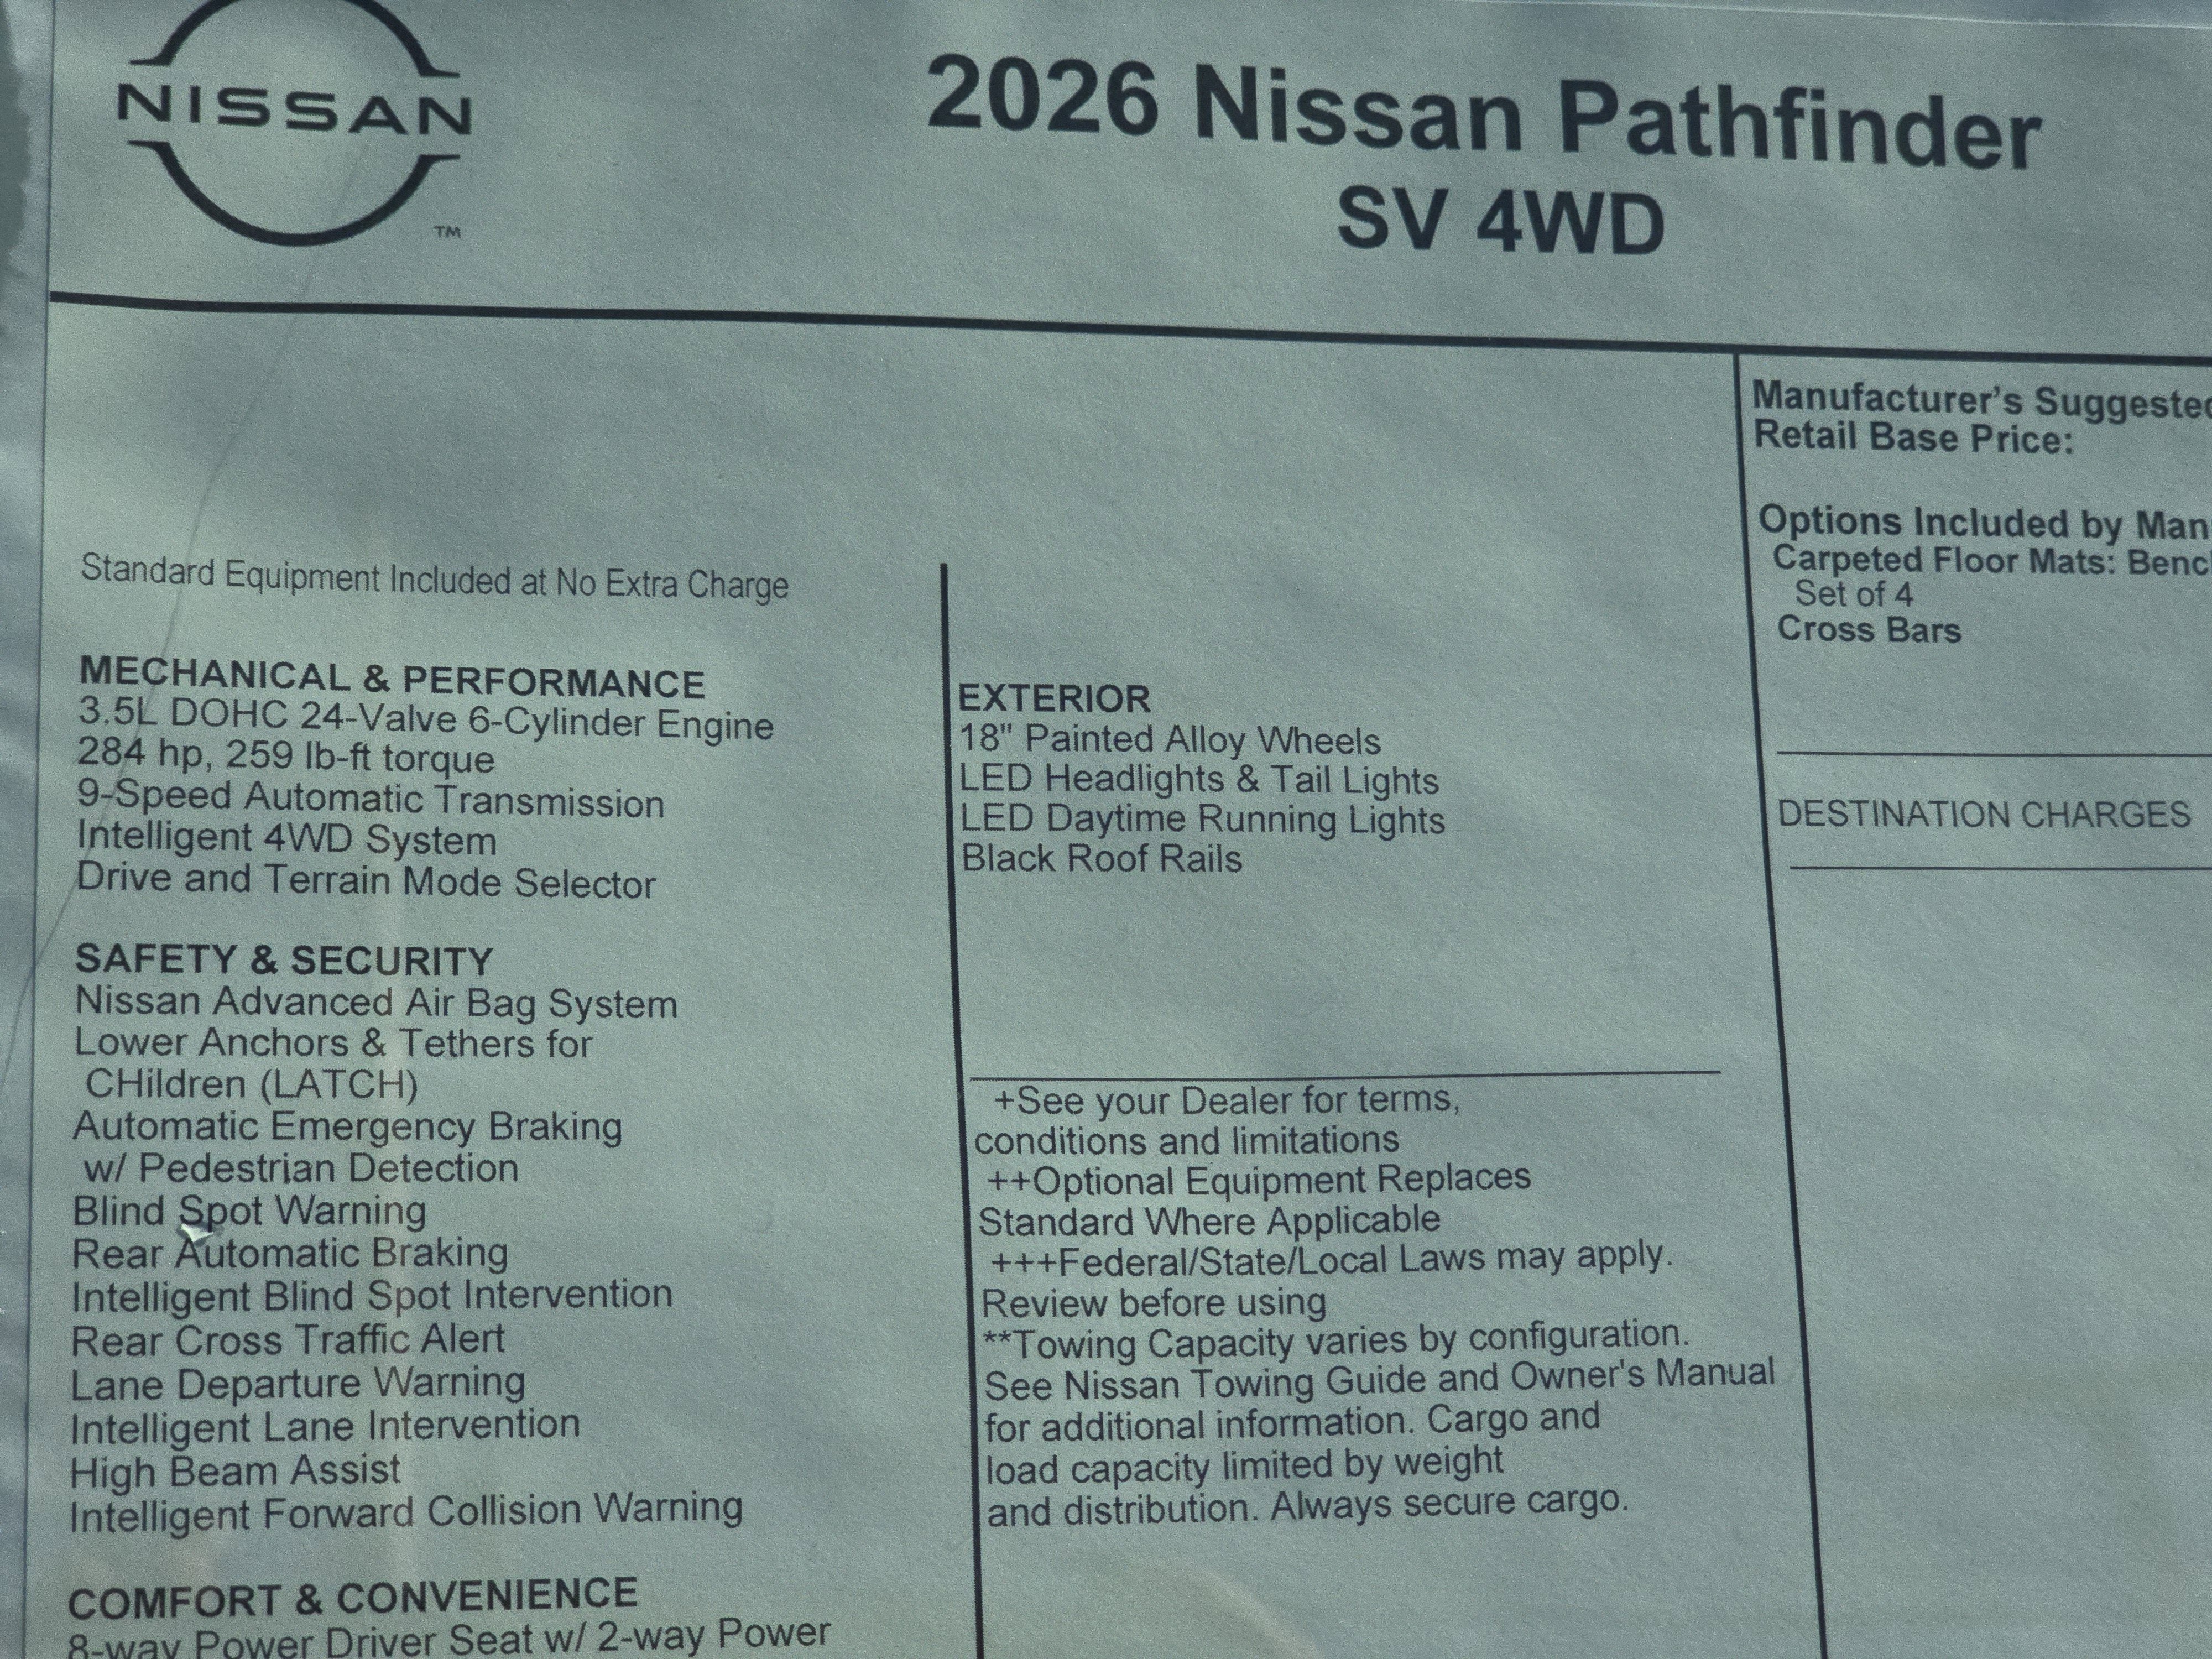 NISSAN
TM
2026 Nissan Pathfinder
SV 4WD
Standard Equipment Included at No Extra Charge
MECHANICAL & PERFORMANCE
3.5L DOHC 24-Valve 6-Cylinder Engine
284 hp, 259 lb-ft torque
9-Speed Automatic Transmission
Intelligent 4WD System
Drive and Terrain Mode Selector
SAFETY & SECURITY
Nissan Advanced Air Bag System
Lower Anchors & Tethers for
CHildren (LATCH)
Automatic Emergency Braking
w/ Pedestrian Detection
Blind Spot Warning
Rear Automatic Braking
Intelligent Blind Spot Intervention
Rear Cross Traffic Alert
Lane Departure Warning
Intelligent Lane Intervention
High Beam Assist
Intelligent Forward Collision Warning
COMFORT & CONVENIENCE
8-way Power Driver Seat w/ 2-way Power
EXTERIOR
18" Painted Alloy Wheels
LED Headlights & Tail Lights
LED Daytime Running Lights
Black Roof Rails
+See your Dealer for terms,
conditions and limitations
++Optional Equipment Replaces
Standard Where Applicable
+++Federal/State/Local Laws may apply.
Review before using
**Towing Capacity varies by configuration.
See Nissan Towing Guide and Owner's Manual
for additional information. Cargo and
load capacity limited by weight
and distribution. Always secure cargo.
Manufacturer's Suggested
Retail Base Price:
Options Included by Man
Carpeted Floor Mats: Benc
Set of 4
Cross Bars
DESTINATION CHARGES